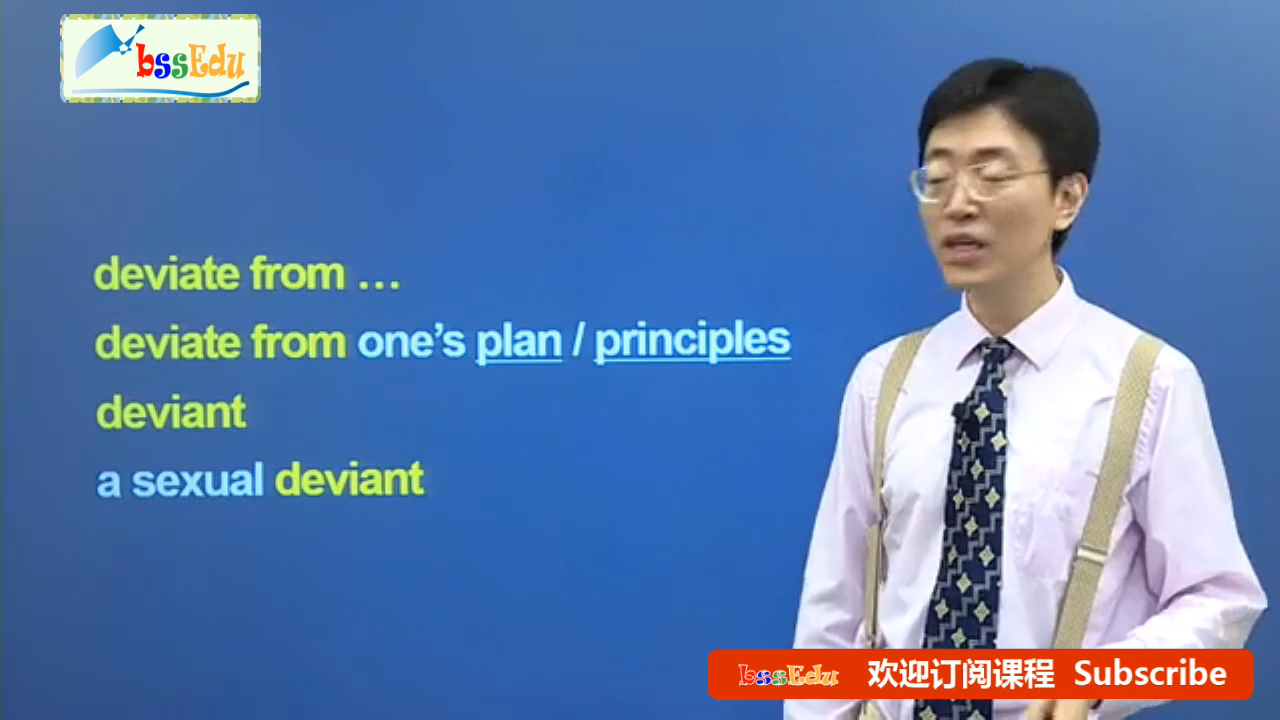 bssEdu
deviate from …
deviate from one’s plan / principles
deviant
a sexual deviant
bssEdu 欢迎订阅课程 Subscribe